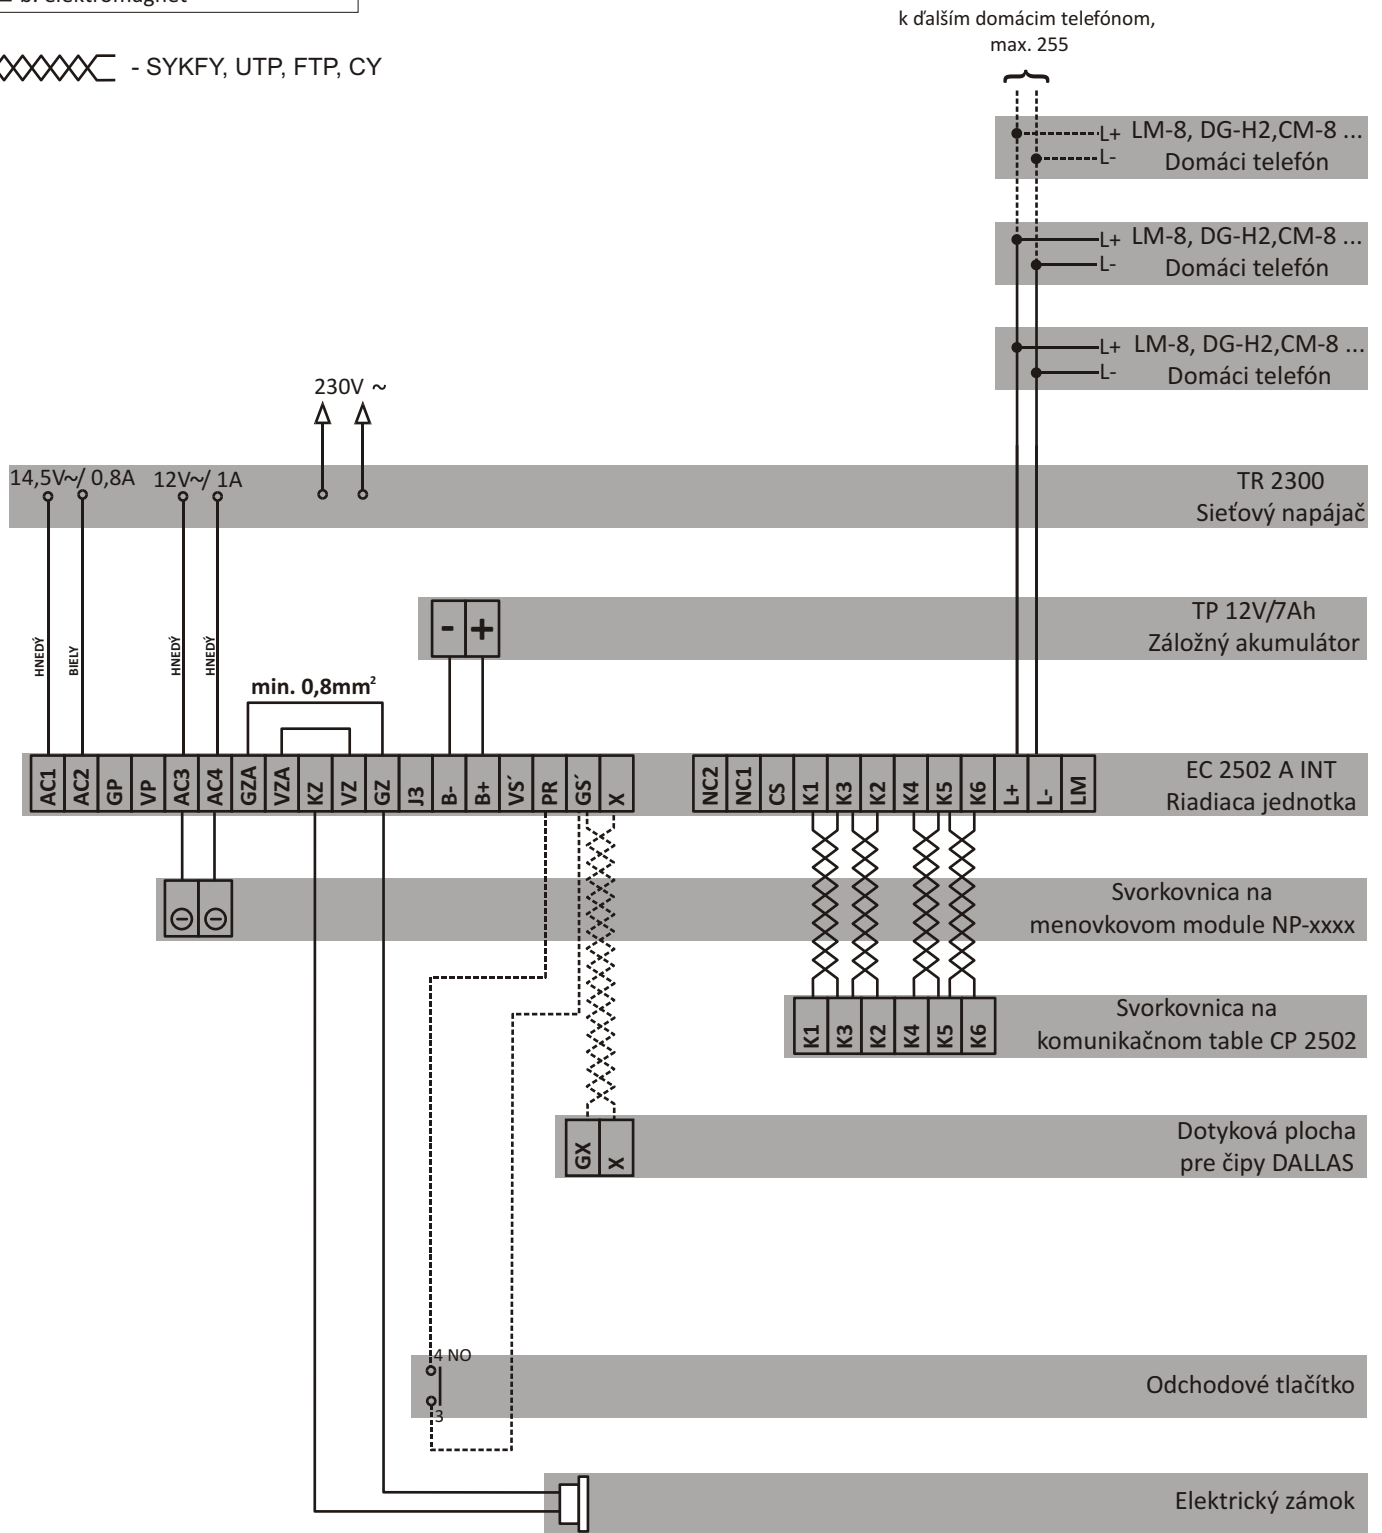 k ďalším domácim telefónom,
max. 255
- SYKFY, UTP, FTP, CY
L+ LM-8, DG-H2,CM-8 ...
L- Domáci telefón
L+ LM-8, DG-H2,CM-8 ...
L- Domáci telefón
L+ LM-8, DG-H2,CM-8 ...
L- Domáci telefón
230V ~
14,5V~/ 0,8A 12V~/ 1A
TR 2300
Sieťový napájač
HNEDÝ
BIELY
HNEDÝ
HNEDÝ
- +
TP 12V/7Ah
Záložný akumulátor
min. 0,8mm²
AC1 AC2 GP VP AC3 AC4 GZA VZA KZ VZ GZ J3 B- B+ VS´ PR GS´ X
NC2 NC1 CS K1 K3 K2 K4 K5 K6 L+ L- LM
EC 2502 A INT
Riadiaca jednotka
Svorkovnica na
menovkovom module NP-xxxx
K1 K3 K2 K4 K5 K6
Svorkovnica na
komunikačnom table CP 2502
GX X
Dotyková plocha
pre čipy DALLAS
4 NO
3
Odchodové tlačítko
Elektrický zámok